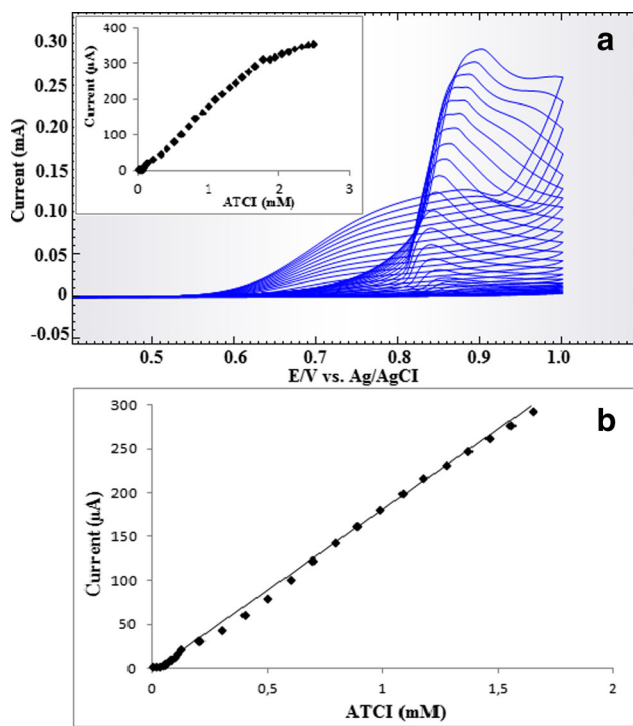 a
0.30
0.25
0.20
0.15
0.10
0.05
0
-0.05
Current (mA)
0.5 0.6 0.7 0.8 0.9 1.0
E/V vs. Ag/AgCl
400
300
200
100
0
Current (µA)
0 1 2 3
ATCI (mM)
b
300
250
200
150
100
50
0
Current (µA)
0 0,5 1 1,5 2
ATCI (mM)